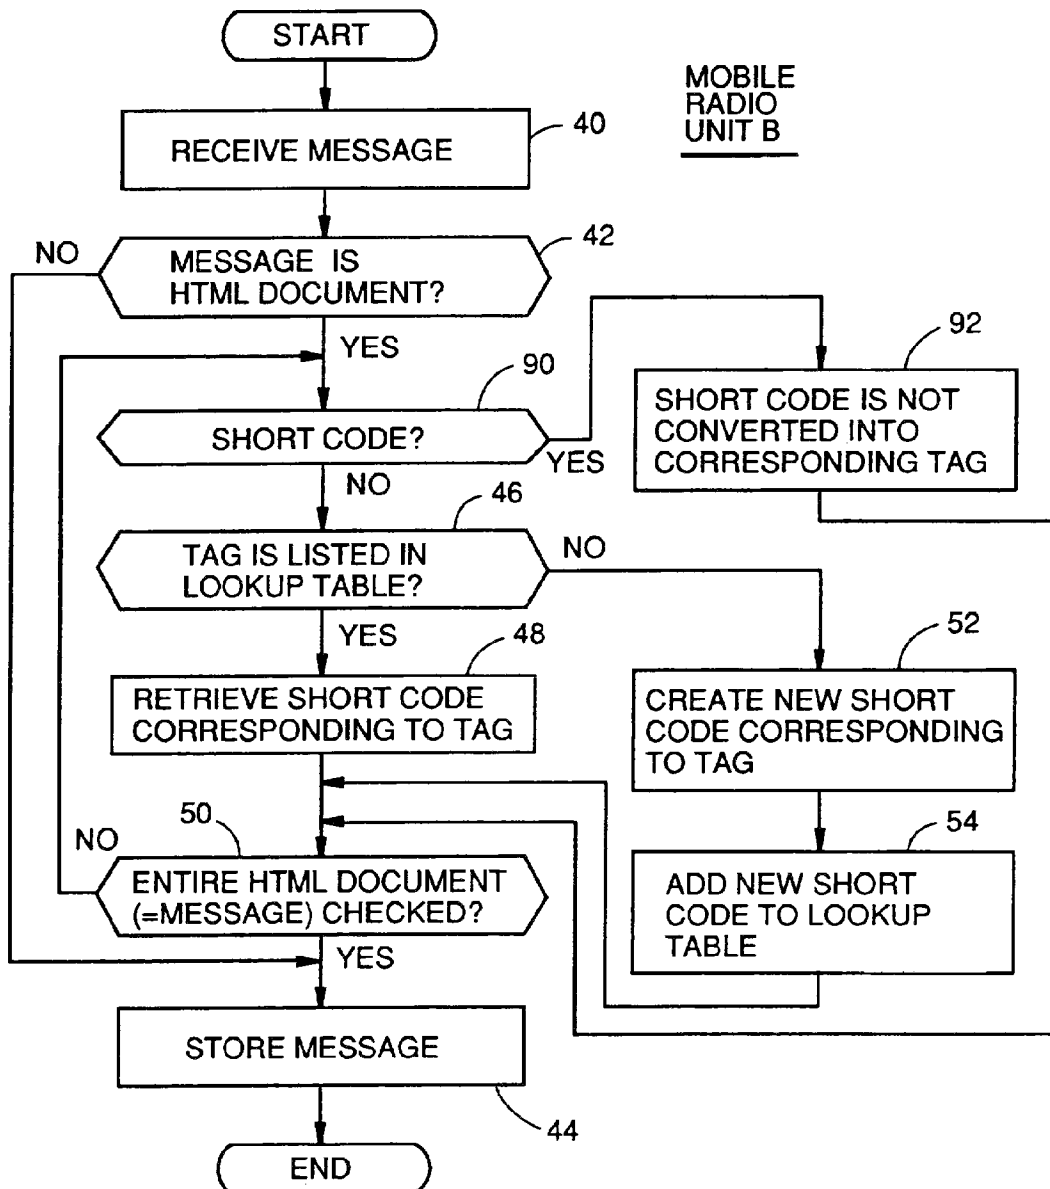 START
MOBILE
RADIO
UNIT B
40
RECEIVE MESSAGE
42
NO
MESSAGE IS
HTML DOCUMENT?
YES
90
92
SHORT CODE?
YES
SHORT CODE IS NOT
CONVERTED INTO
CORRESPONDING TAG
NO
46
TAG IS LISTED IN
LOOKUP TABLE?
NO
YES
48
52
RETRIEVE SHORT CODE
CORRESPONDING TO TAG
CREATE NEW SHORT
CODE CORRESPONDING
TO TAG
50
NO
54
ENTIRE HTML DOCUMENT
(=MESSAGE) CHECKED?
ADD NEW SHORT
CODE TO LOOKUP
TABLE
YES
STORE MESSAGE
44
END